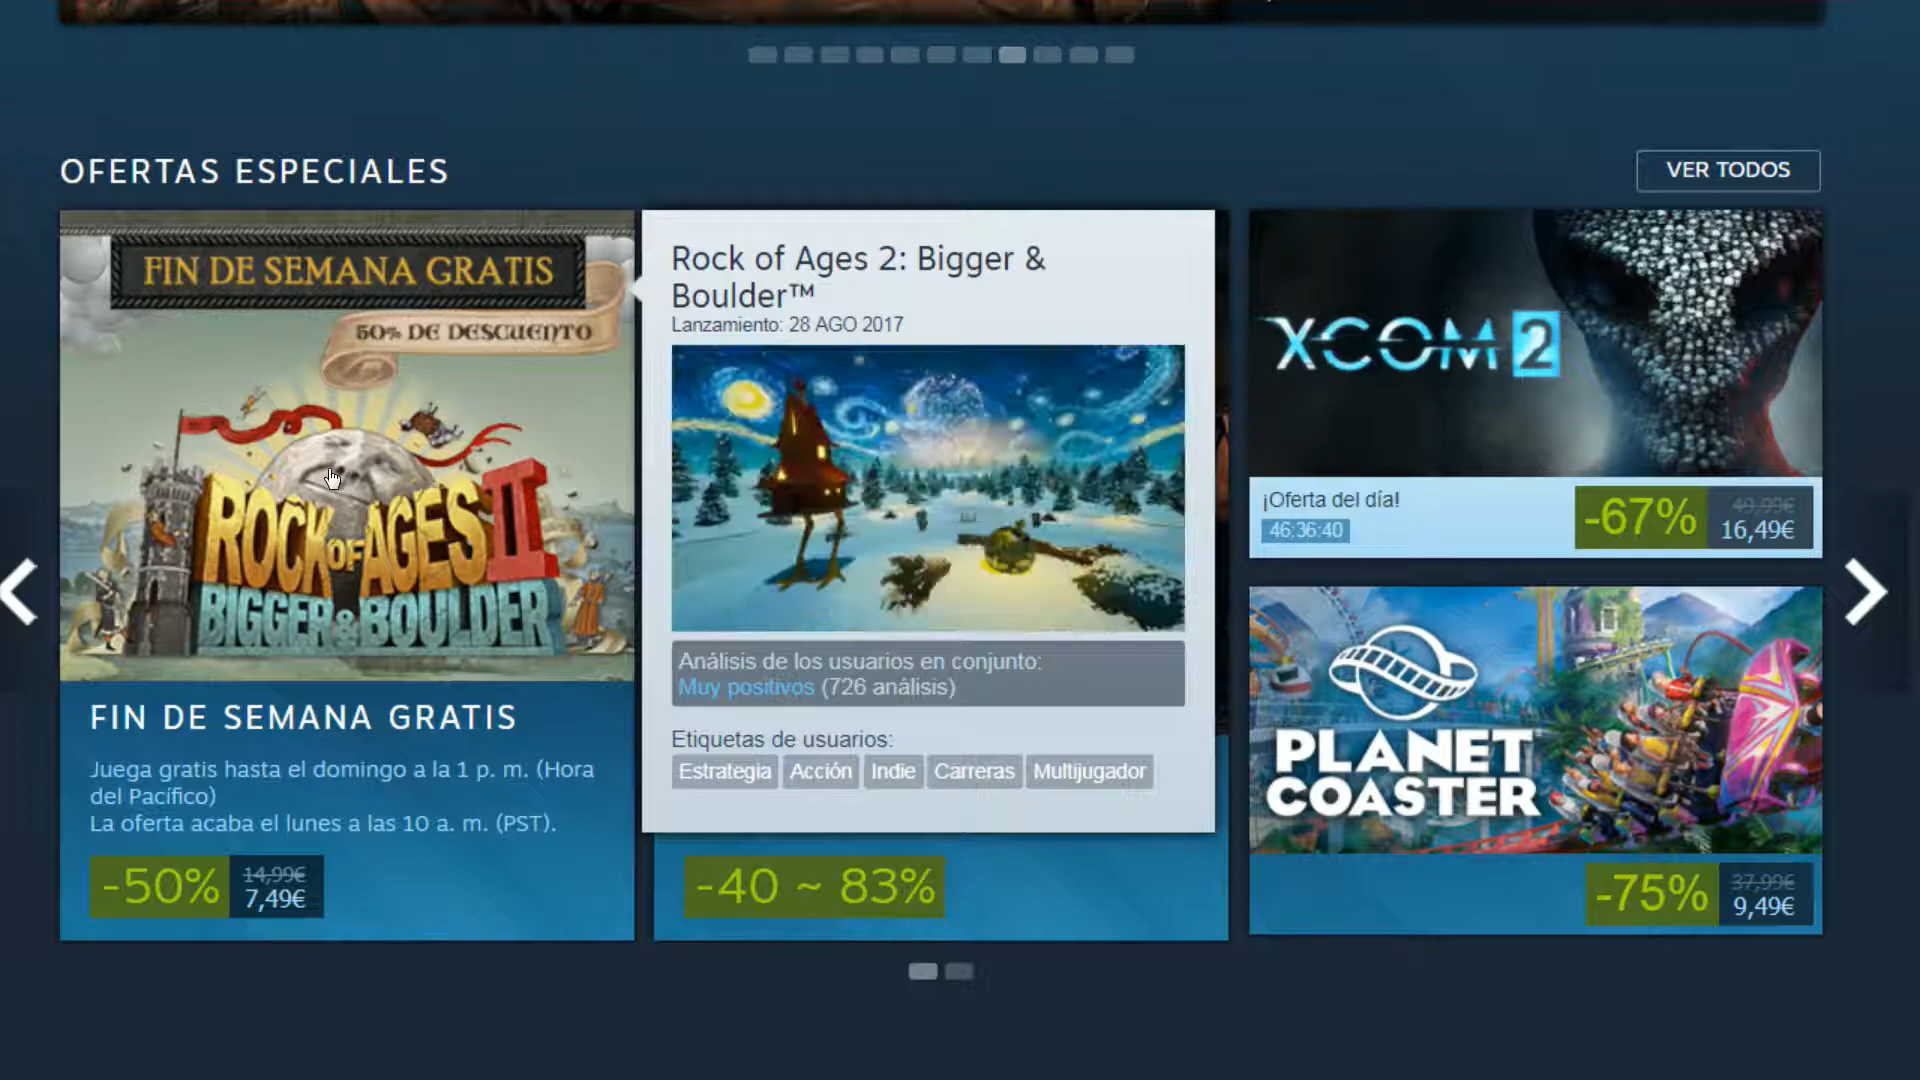 OFERTAS ESPECIALES
VER TODOS
FIN DE SEMANA GRATIS
50% DE DESCUENTO
ROCK OF AGES II
BIGGER & BOULDER
FIN DE SEMANA GRATIS
Juega gratis hasta el domingo a la 1 p. m. (Hora
del Pacífico)
La oferta acaba el lunes a las 10 a. m. (PST).
-50%
14,99€
7,49€
Rock of Ages 2: Bigger &
Boulder™
Lanzamiento: 28 AGO 2017
Análisis de los usuarios en conjunto:
Muy positivos (726 análisis)
Etiquetas de usuarios:
Estrategia Acción Indie Carreras Multijugador
-40 ~ 83%
XCOM 2
¡Oferta del día!
46:36:40
-67%
49,99€
16,49€
PLANET
COASTER
-75%
37,99€
9,49€